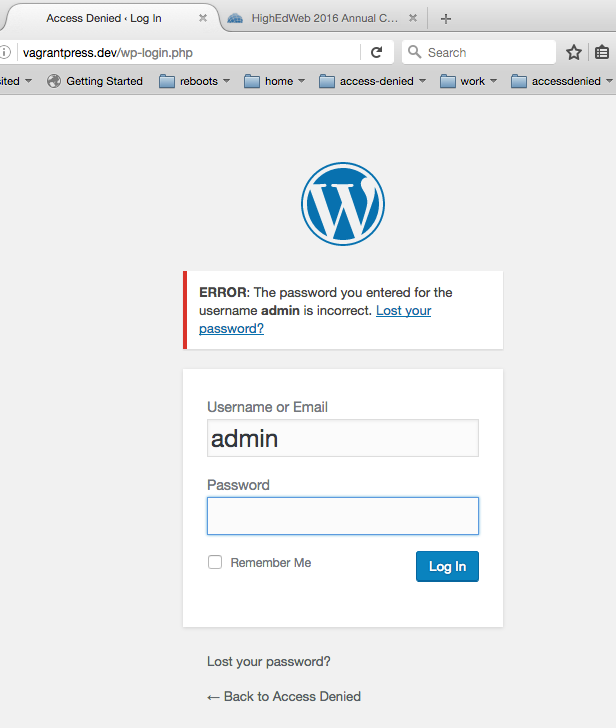 Access Denied ‹ Log In
HighEdWeb 2016 Annual C...
vagrantpress.dev/wp-login.php
Search
sited
Getting Started
reboots
home
access-denied
work
accessdenied
ERROR: The password you entered for the
username admin is incorrect. Lost your
password?
Username or Email
admin
Password
Remember Me
Log In
Lost your password?
← Back to Access Denied